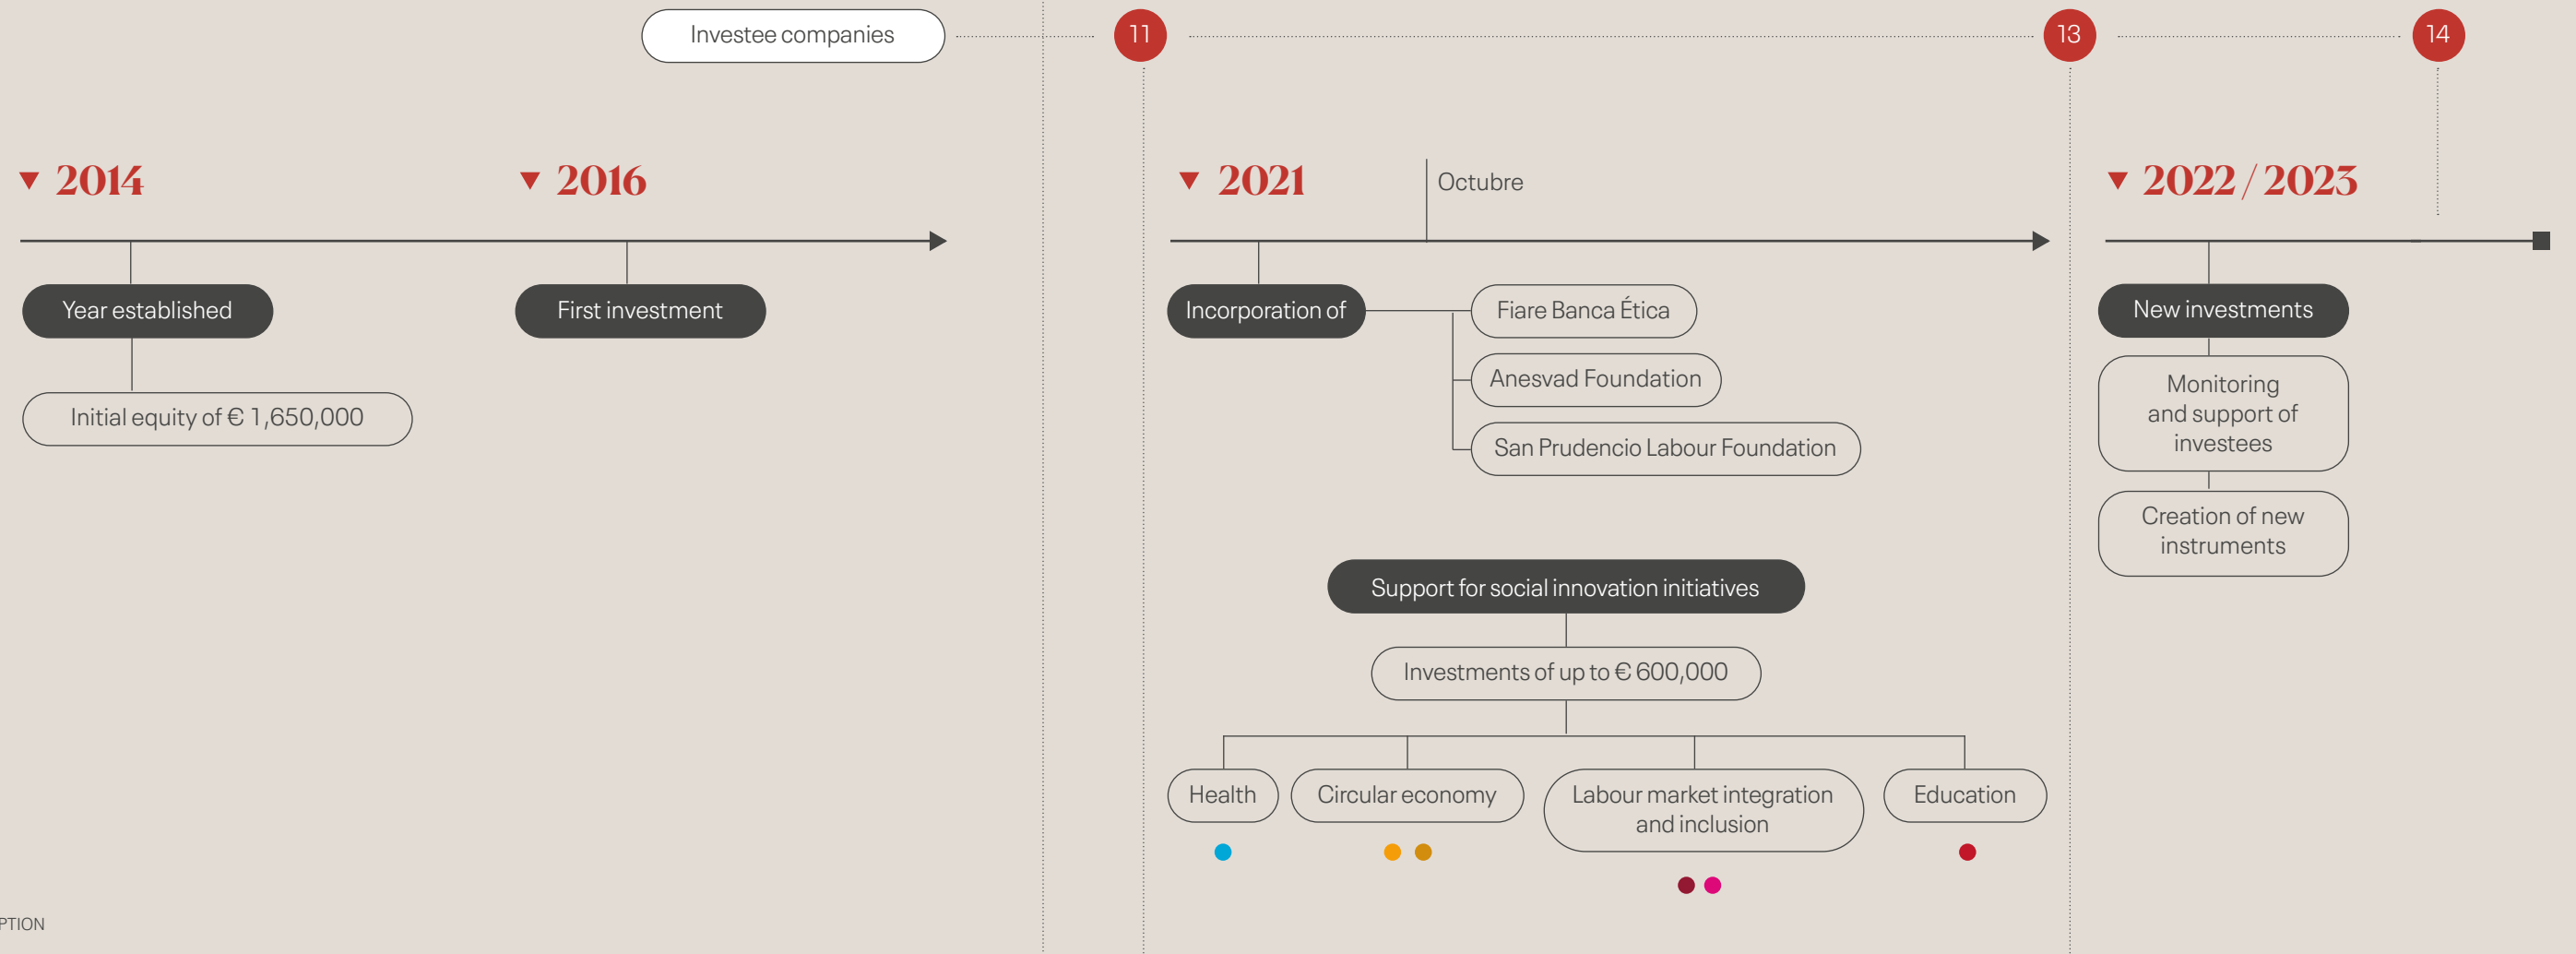 Investee companies
11
13
14
2014
2016
2021
Octubre
2022 / 2023
Year established
Initial equity of € 1,650,000
First investment
Incorporation of
Fiare Banca Ética
Anesvad Foundation
San Prudencio Labour Foundation
Support for social innovation initiatives
Investments of up to € 600,000
Health
Circular economy
Labour market integration
and inclusion
Education
New investments
Monitoring
and support of
investees
Creation of new
instruments
PTION